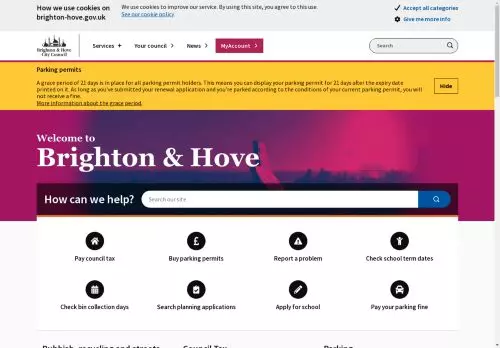 How we use cookies on
brighton-hove.gov.uk
We use cookies to improve our service. By using this site, you agree to this use.
See our cookie policy
Accept all categories
Give me more info
Brighton & Hove
City Council
Services +
Your council
News
MyAccount
Search
Parking permits
A grace period of 21 days is in place for all parking permit holders. This means you can display your parking permit for 21 days after the expiry date
printed on it. As long as you've submitted your renewal application and you're parked according to the conditions of your current parking permit, you will
not receive a fine.
More information about the grace period.
Hide
Welcome to
Brighton & Hove
How can we help?
Search our site
Pay council tax
Buy parking permits
Report a problem
Check school term dates
Check bin collection days
Search planning applications
Apply for school
Pay your parking fine
Rubbish, recycling and streets
Council Tax
Parking